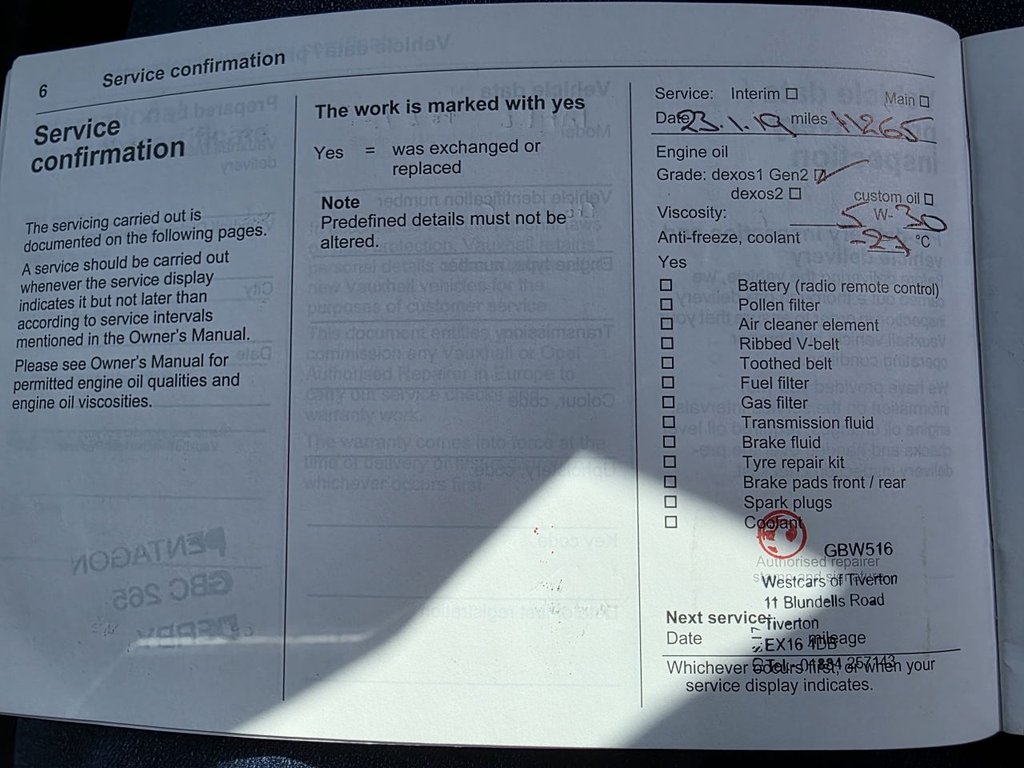 6 Service confirmation
Service
confirmation
The servicing carried out is
documented on the following pages.
A service should be carried out
whenever the service display
indicates it but not later than
according to service intervals
mentioned in the Owner's Manual.
Please see Owner's Manual for
permitted engine oil qualities and
engine oil viscosities.
The work is marked with yes
Yes = was exchanged or
replaced
Note
Predefined details must not be
altered.
Service: Interim □ Main □
Date 23.1.19 miles 11265
Engine oil
Grade: dexos1 Gen2 ☑
dexos2 □ custom oil □
Viscosity: 5 W- 30
Anti-freeze, coolant -27 °C
Yes
□ Battery (radio remote control)
□ Pollen filter
□ Air cleaner element
□ Ribbed V-belt
□ Toothed belt
□ Fuel filter
□ Gas filter
□ Transmission fluid
□ Brake fluid
□ Tyre repair kit
□ Brake pads front / rear
□ Spark plugs
□ Coolant
GBW516
Authorised repairer
Westcars of Tiverton
11 Blundells Road
Next service:
Tiverton
Date mileage
EX16 4DB
Tel: 01884 257143
Whichever occurs first, or when your
service display indicates.